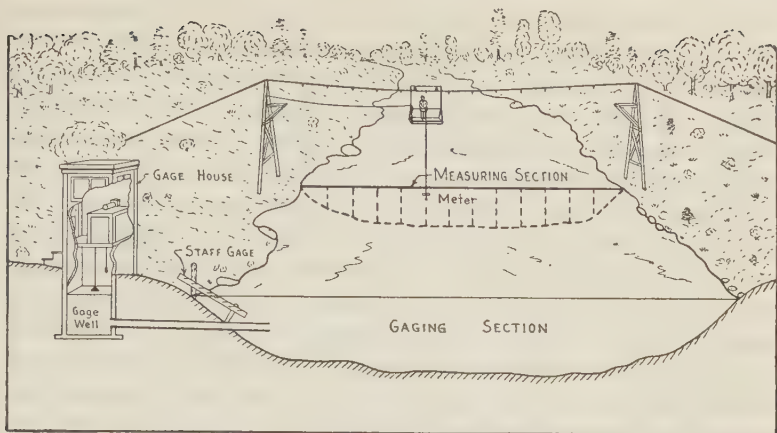 GAGE HOUSE
MEASURING SECTION
Meter
STAFF GAGE
Gage
Well
GAGING SECTION